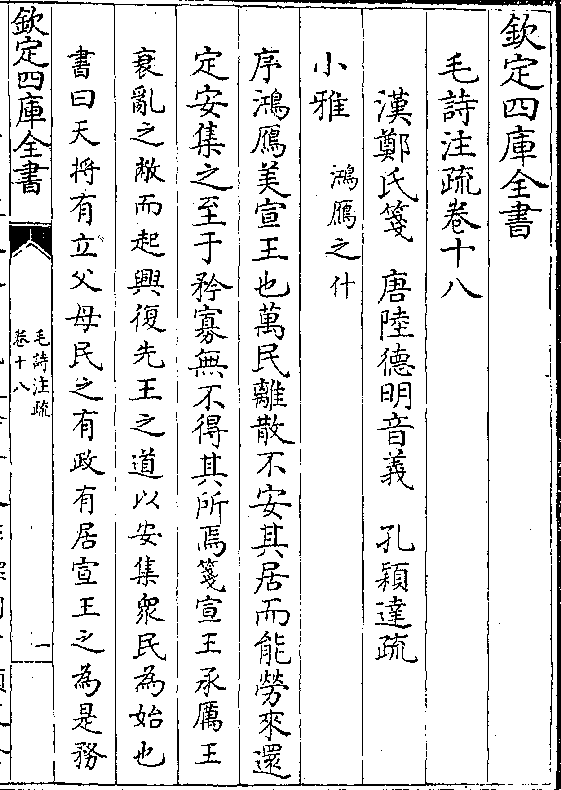 欽定四庫全書
毛詩注疏卷十八
漢鄭氏箋　唐陸德明音義　孔穎達疏
小雅　鴻鴈之什
序鴻鴈美宣王也萬民離散不安其居而能勞來還
定安集之至于矜寡無不得其所焉箋宣王承厲王
衰亂之敝而起興復先王之道以安集衆民為始也
書曰天將有立父母民之有政有居宣王之為是務
欽定四庫全書
毛詩注疏
卷十八
一